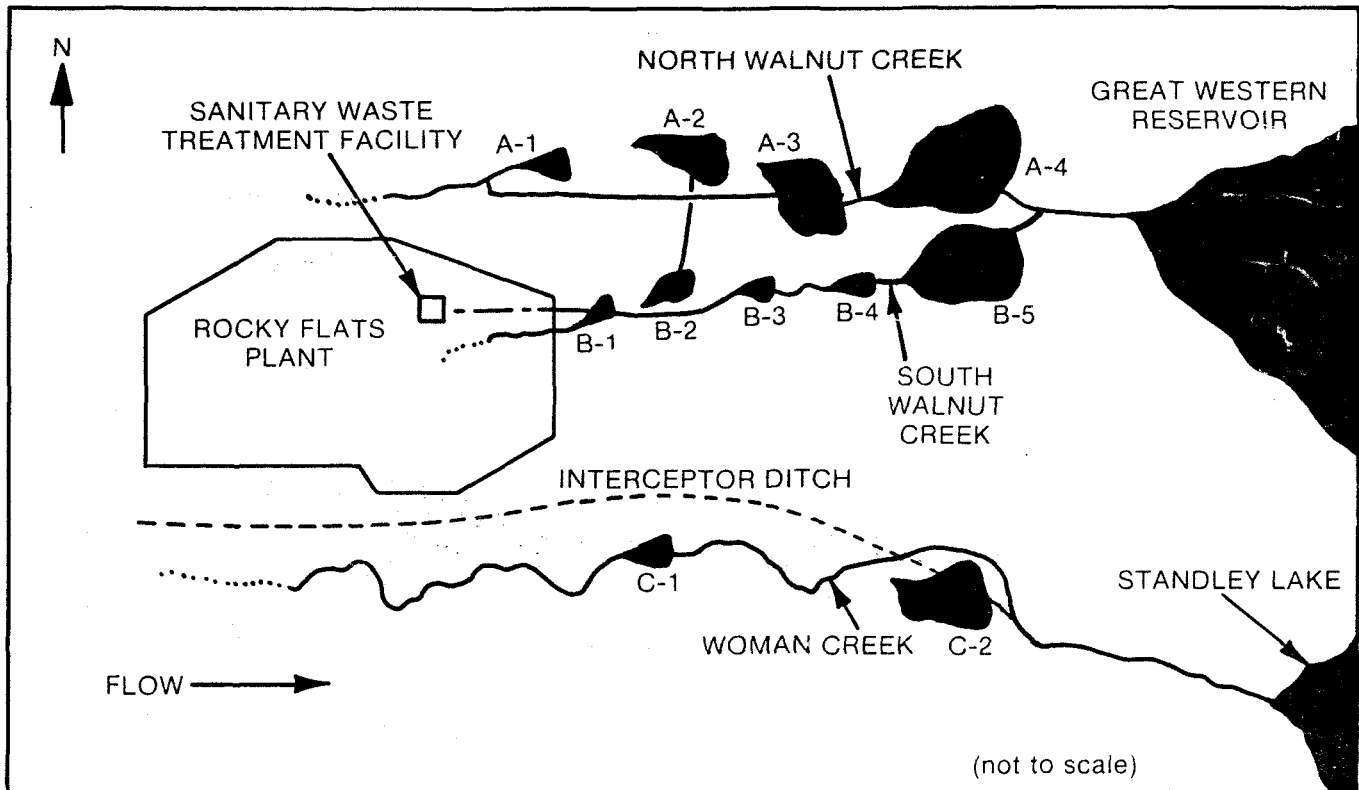 N
NORTH WALNUT CREEK
GREAT WESTERN
RESERVOIR
SANITARY WASTE
TREATMENT FACILITY
A-1
A-2
A-3
A-4
ROCKY FLATS
PLANT
B-1
B-2
B-3
B-4
B-5
SOUTH
WALNUT
CREEK
INTERCEPTOR DITCH
C-1
WOMAN CREEK
C-2
STANDLEY LAKE
FLOW
(not to scale)